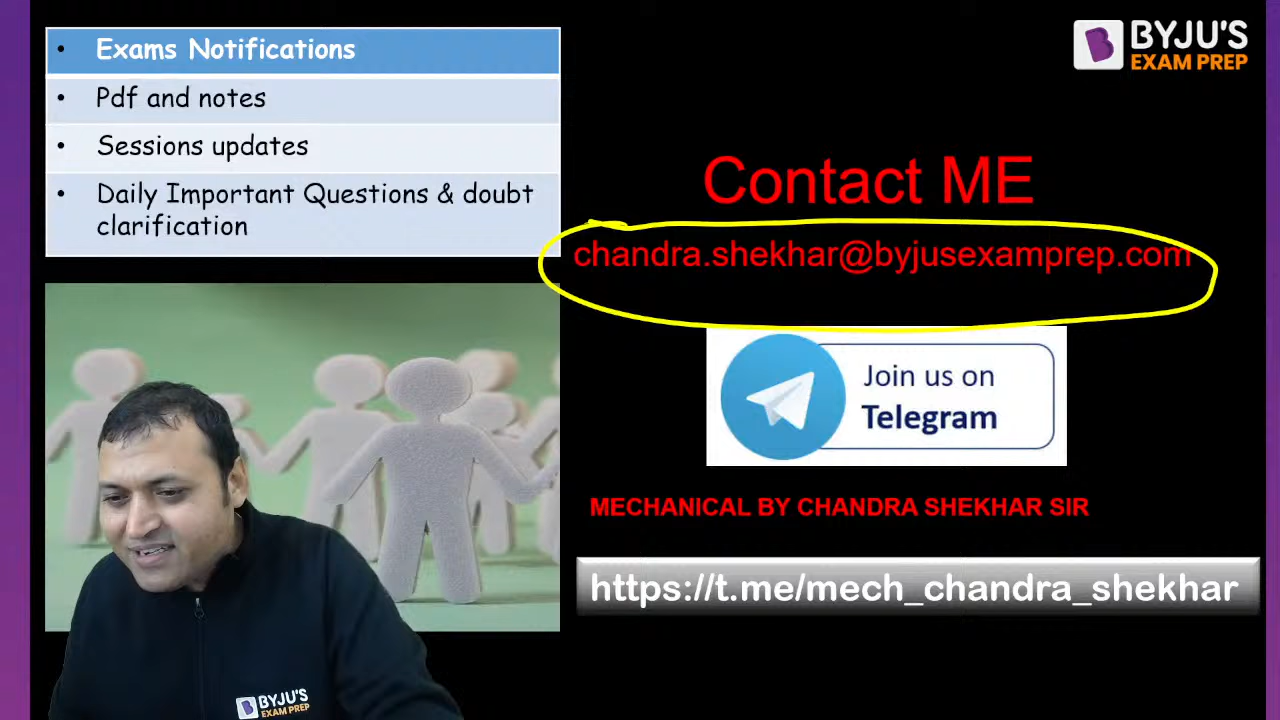 • Exams Notifications
• Pdf and notes
• Sessions updates
• Daily Important Questions & doubt
clarification
BYJU'S
EXAM PREP
Contact ME
chandra.shekhar@byjusexamprep.com
Join us on
Telegram
MECHANICAL BY CHANDRA SHEKHAR SIR
https://t.me/mech_chandra_shekhar
BYJU'S
EXAM PREP